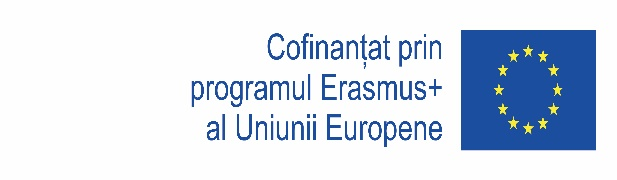 Cofinanțat prin
programul Erasmus+
al Uniunii Europene